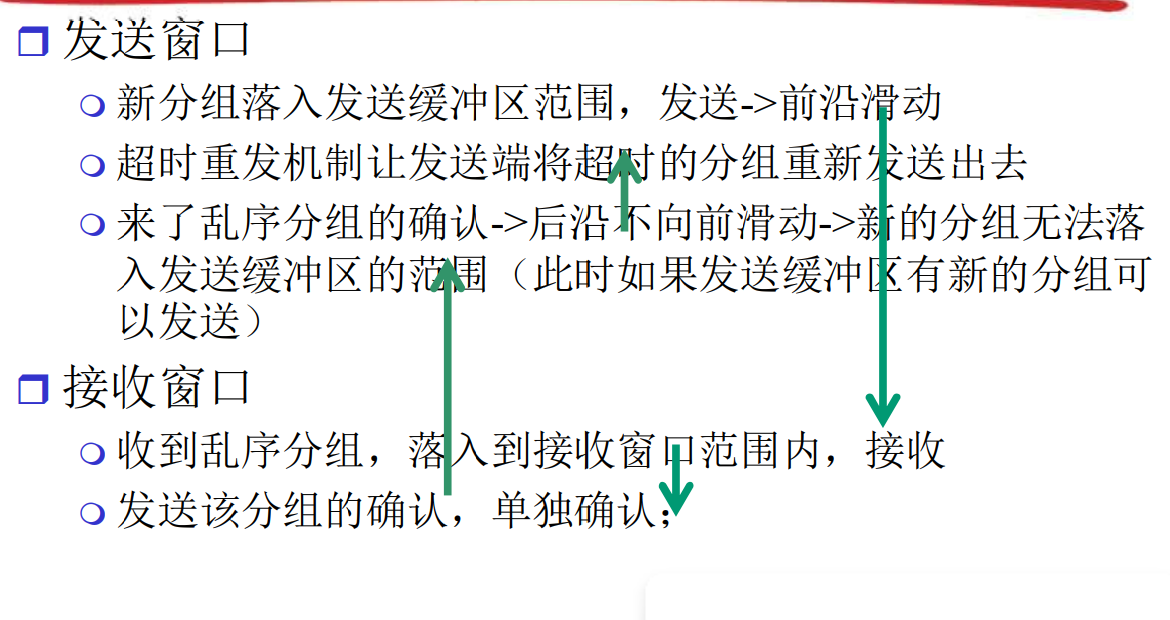 发送窗口
新分组落入发送缓冲区范围，发送->前沿滑动
超时重发机制让发送端将超时的分组重新发送出去
来了乱序分组的确认->后沿不向前滑动->新的分组无法落
入发送缓冲区的范围（此时如果发送缓冲区有新的分组可
以发送）
接收窗口
收到乱序分组，落入到接收窗口范围内，接收
发送该分组的确认，单独确认；